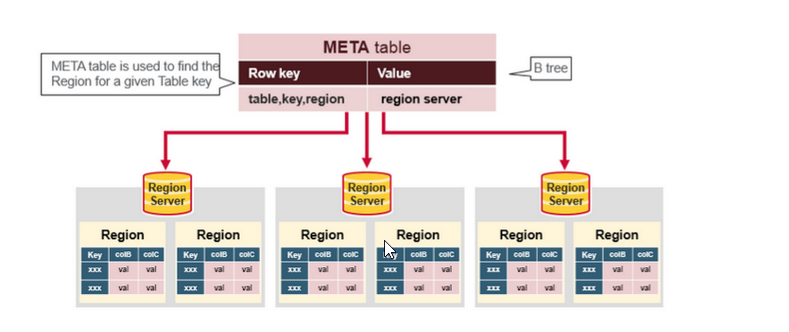 META table
META table is used to find the
Region for a given Table key
Row key Value
B tree
table,key,region region server
Region Server
Region Server
Region Server
Region Region Region Region Region Region
Key colB colC Key colB colC Key colB colC Key colB colC Key colB colC Key colB colC
xxx val val xxx val val xxx val val xxx val val xxx val val xxx val val
xxx val val xxx val val xxx val val xxx val val xxx val val xxx val val